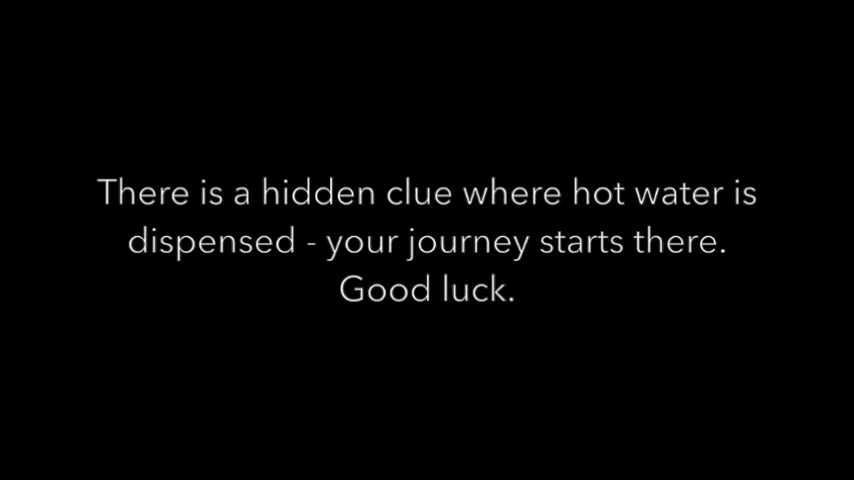 There is a hidden clue where hot water is
dispensed - your journey starts there.
Good luck.